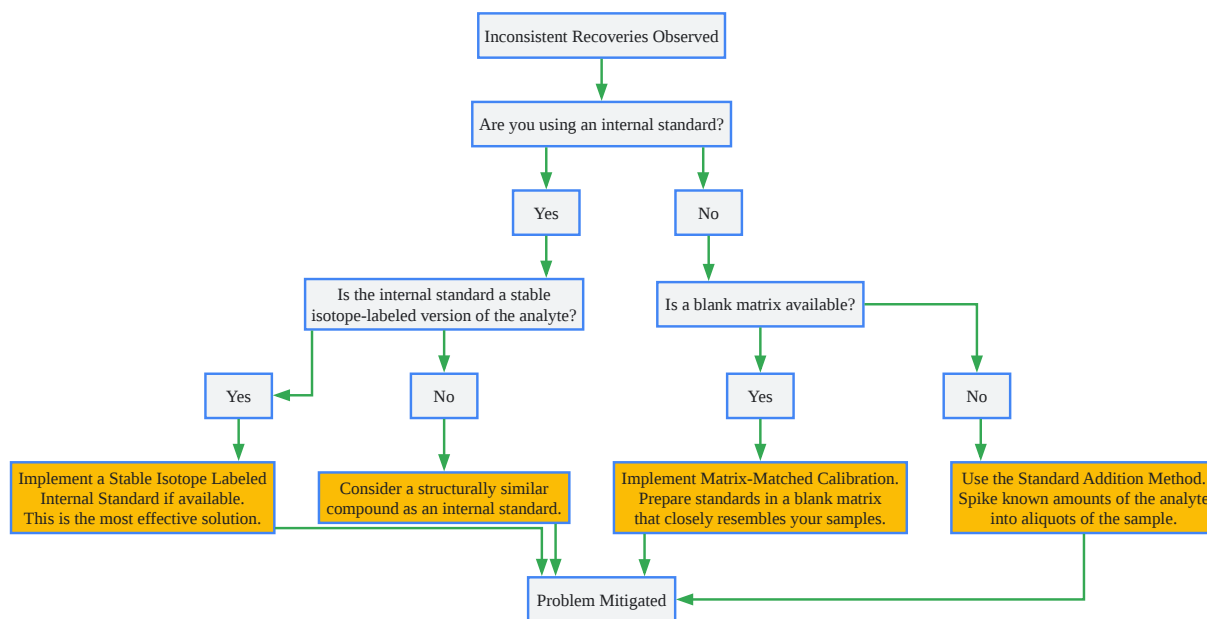 Inconsistent Recoveries Observed
Are you using an internal standard?
Yes
No
Is the internal standard a stable
isotope-labeled version of the analyte?
Is a blank matrix available?
Yes
No
Yes
No
Implement a Stable Isotope Labeled
Internal Standard if available.
This is the most effective solution.
Consider a structurally similar
compound as an internal standard.
Implement Matrix-Matched Calibration.
Prepare standards in a blank matrix
that closely resembles your samples.
Use the Standard Addition Method.
Spike known amounts of the analyte
into aliquots of the sample.
Problem Mitigated